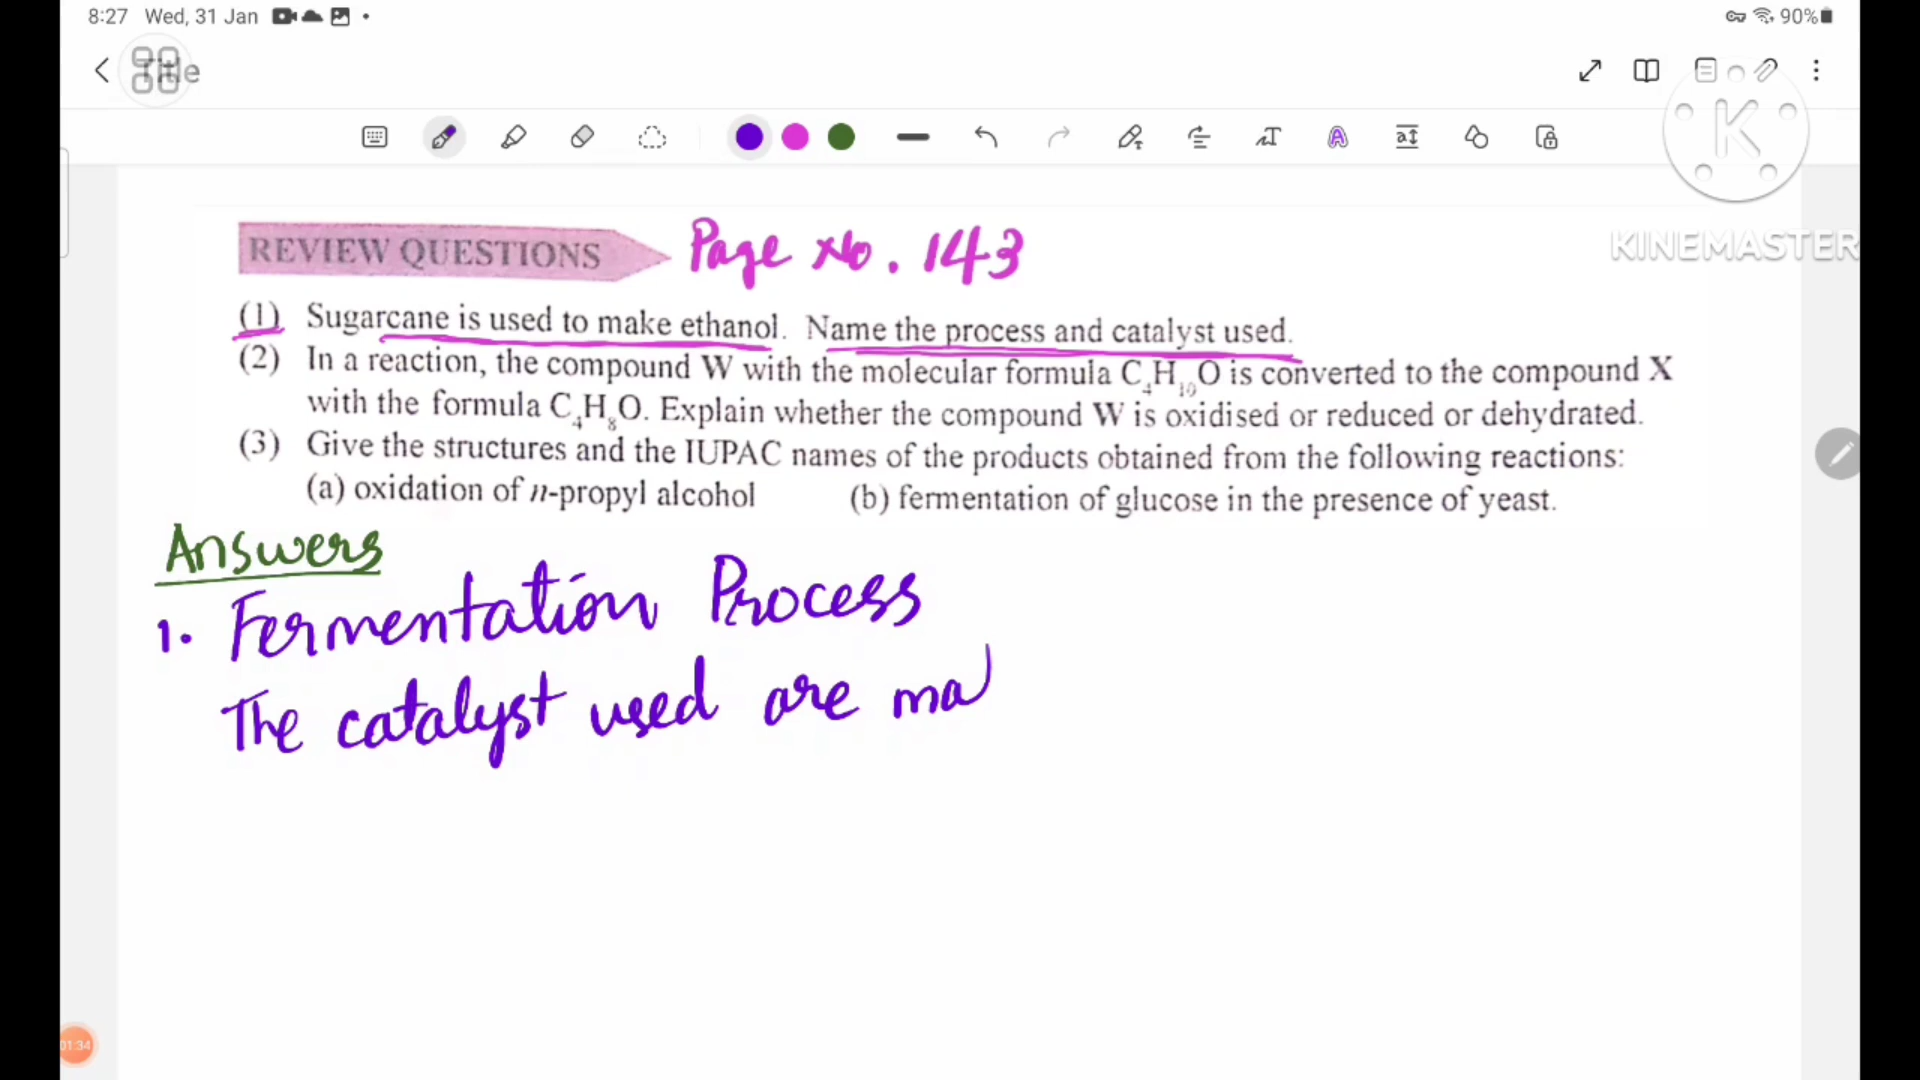 8:27 Wed, 31 Jan
90%
Title
K
KINEMASTER
REVIEW QUESTIONS Page No. 143
(1) Sugarcane is used to make ethanol. Name the process and catalyst used.
(2) In a reaction, the compound W with the molecular formula C₄H₁₀O is converted to the compound X
with the formula C₄H₈O. Explain whether the compound W is oxidised or reduced or dehydrated.
(3) Give the structures and the IUPAC names of the products obtained from the following reactions:
(a) oxidation of n-propyl alcohol (b) fermentation of glucose in the presence of yeast.
Answers
1. Fermentation Process
The catalyst used are mal
01:34